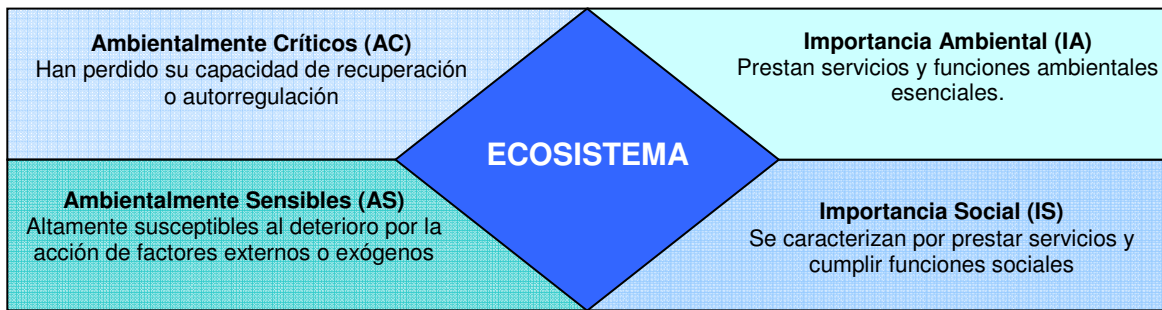 Ambientalmente Críticos (AC)
Han perdido su capacidad de recuperación
o autorregulación
Importancia Ambiental (IA)
Prestan servicios y funciones ambientales
esenciales.
ECOSISTEMA
Ambientalmente Sensibles (AS)
Altamente susceptibles al deterioro por la
acción de factores externos o exógenos
Importancia Social (IS)
Se caracterizan por prestar servicios y
cumplir funciones sociales